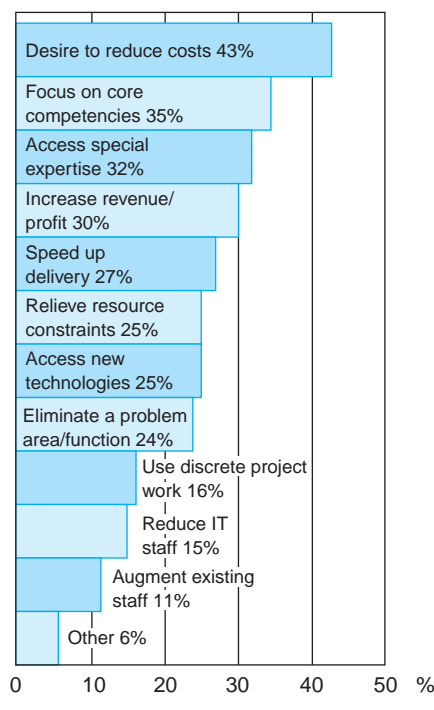 Desire to reduce costs 43%
Focus on core
competencies 35%
Access special
expertise 32%
Increase revenue/
profit 30%
Speed up
delivery 27%
Relieve resource
constraints 25%
Access new
technologies 25%
Eliminate a problem
area/function 24%
Use discrete project
work 16%
Reduce IT
staff 15%
Augment existing
staff 11%
Other 6%
0 10 20 30 40 50 %